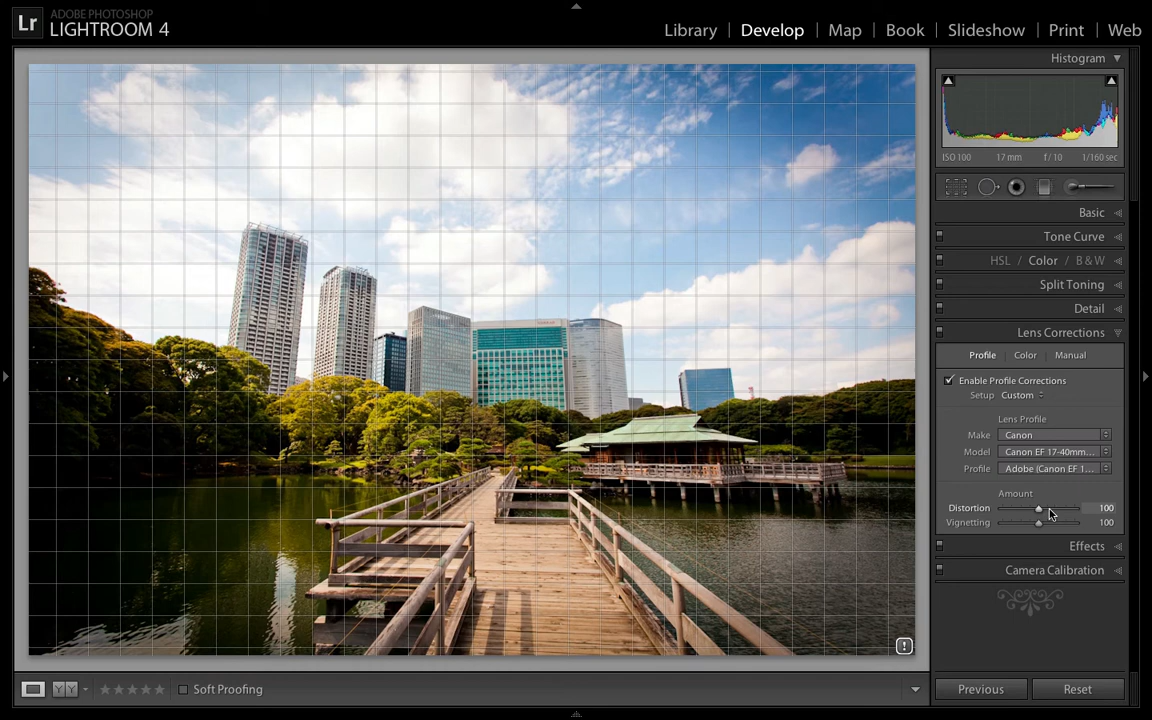 Lr
ADOBE PHOTOSHOP
LIGHTROOM 4
Library | Develop | Map | Book | Slideshow | Print | Web
Histogram
ISO 100 17 mm f / 10 1/160 sec
Basic
Tone Curve
HSL / Color / B & W
Split Toning
Detail
Lens Corrections
Profile | Color | Manual
Enable Profile Corrections
Setup Custom
Lens Profile
Make Canon
Model Canon EF 17-40mm...
Profile Adobe (Canon EF 1...
Amount
Distortion 100
Vignetting 100
Effects
Camera Calibration
!
YY
Soft Proofing
Previous
Reset